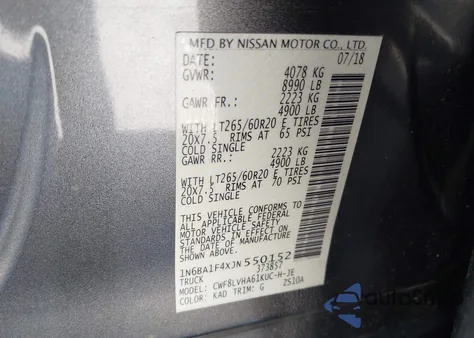 MFD BY NISSAN MOTOR CO., LTD.
DATE: 07/18
GVWR: 4078 KG
8990 LB
GAWR FR.: 2223 KG
4900 LB
WITH LT265/60R20 E TIRES
20x7.5 RIMS AT 65 PSI
COLD SINGLE
GAWR RR.: 2223 KG
4900 LB
WITH LT265/60R20 E TIRES
20x7.5 RIMS AT 70 PSI
COLD SINGLE
THIS VEHICLE CONFORMS TO
ALL APPLICABLE FEDERAL
MOTOR VEHICLE SAFETY
STANDARDS IN EFFECT ON
THE DATE OF MANUFACTURE
SHOWN ABOVE.
1N6BA1F4XJN550152
TRUCK 373857
MODEL: CWF8LVHA61KUC-H-JE
COLOR: KAD TRIM: G ZS10A